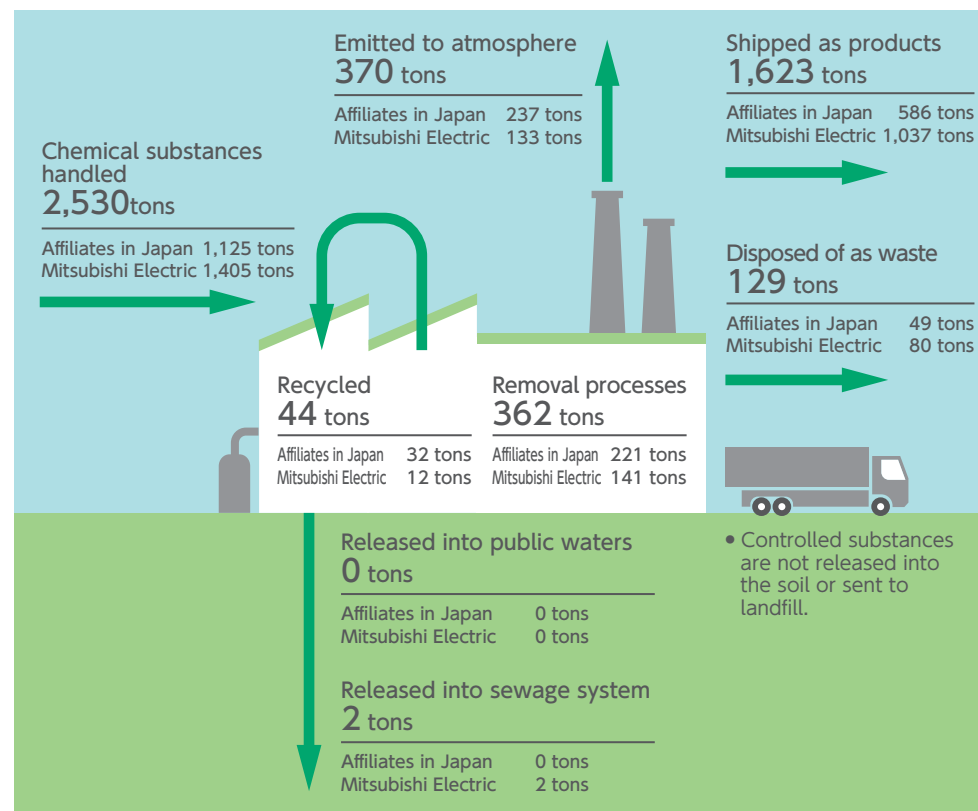 Chemical substances
handled
2,530tons
Affiliates in Japan 1,125 tons
Mitsubishi Electric 1,405 tons
Emitted to atmosphere
370 tons
Affiliates in Japan 237 tons
Mitsubishi Electric 133 tons
Shipped as products
1,623 tons
Affiliates in Japan 586 tons
Mitsubishi Electric 1,037 tons
Disposed of as waste
129 tons
Affiliates in Japan 49 tons
Mitsubishi Electric 80 tons
Recycled
44 tons
Affiliates in Japan 32 tons
Mitsubishi Electric 12 tons
Removal processes
362 tons
Affiliates in Japan 221 tons
Mitsubishi Electric 141 tons
Released into public waters
0 tons
Affiliates in Japan 0 tons
Mitsubishi Electric 0 tons
Released into sewage system
2 tons
Affiliates in Japan 0 tons
Mitsubishi Electric 2 tons
• Controlled substances
are not released into
the soil or sent to
landfill.